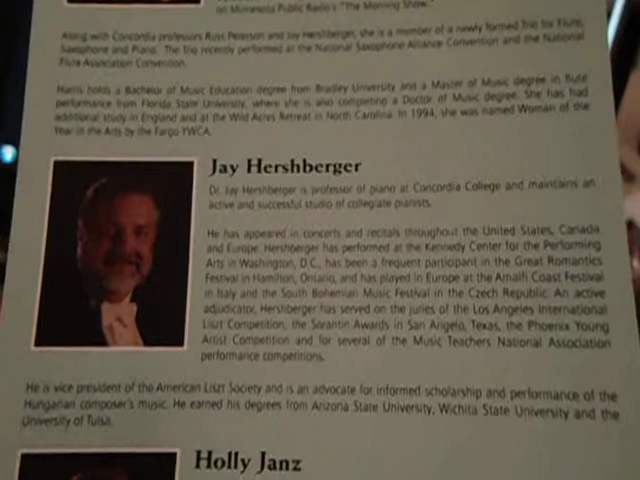 on Minnesota Public Radio's "The Morning Show."
Along with Concordia professors Russ Peterson and Jay Hershberger, she is a member of a newly formed Trio for Flute,
Saxophone and Piano. The trio recently performed at the National Saxophone Alliance Convention and the National
Flute Association Convention.
Harris holds a Bachelor of Music Education degree from Bradley University and a Master of Music degree in flute
performance from Florida State University, where she is also completing a Doctor of Music degree. She has had
additional study in England and at the Wild Acres Retreat in North Carolina. In 1994, she was named Woman of the
Year in the Arts by the Fargo YWCA.
Jay Hershberger
Dr. Jay Hershberger is professor of piano at Concordia College and maintains an
active and successful studio of collegiate pianists.
He has appeared in concerts and recitals throughout the United States, Canada
and Europe. Hershberger has performed at the Kennedy Center for the Performing
Arts in Washington, D.C., has been a frequent participant in the Great Romantics
Festival in Hamilton, Ontario, and has played in Europe at the Amalfi Coast Festival
in Italy and the South Bohemian Music Festival in the Czech Republic. An active
adjudicator, Hershberger has served on the juries of the Los Angeles International
Liszt Competition, the Sorantin Awards in San Angelo, Texas, the Phoenix Young
Artist Competition and for several of the Music Teachers National Association
performance competitions.
He is vice president of the American Liszt Society and is an advocate for informed scholarship and performance of the
Hungarian composer's music. He earned his degrees from Arizona State University, Wichita State University and the
University of Tulsa.
Holly Janz